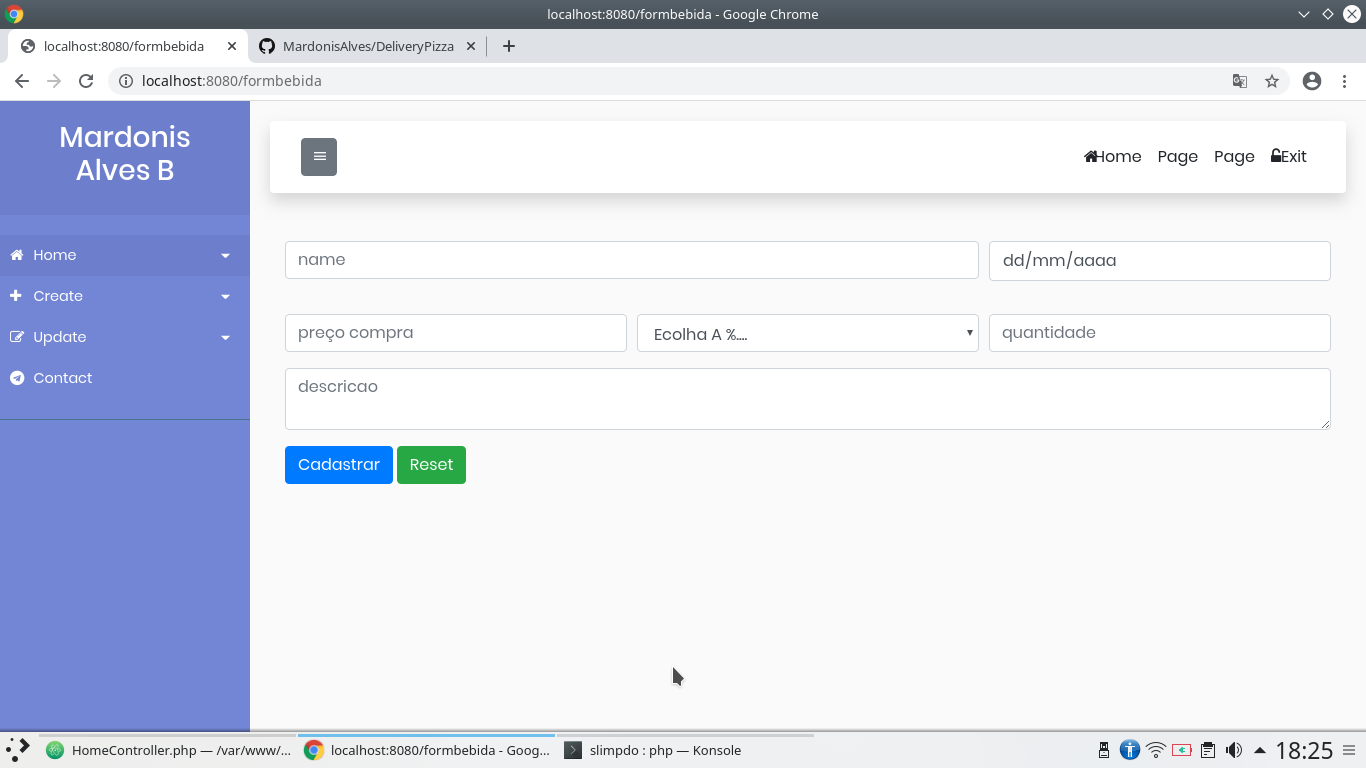 localhost:8080/formbebida - Google Chrome
localhost:8080/formbebida
MardonisAlves/DeliveryPizza
localhost:8080/formbebida
Mardonis
Alves B
Home
Create
Update
Contact
Home Page Page Exit
name
dd/mm/aaaa
preço compra
Ecolha A %....
quantidade
descricao
Cadastrar
Reset
HomeController.php — /var/www/...
localhost:8080/formbebida - Goog...
slimpdo : php — Konsole
18:25